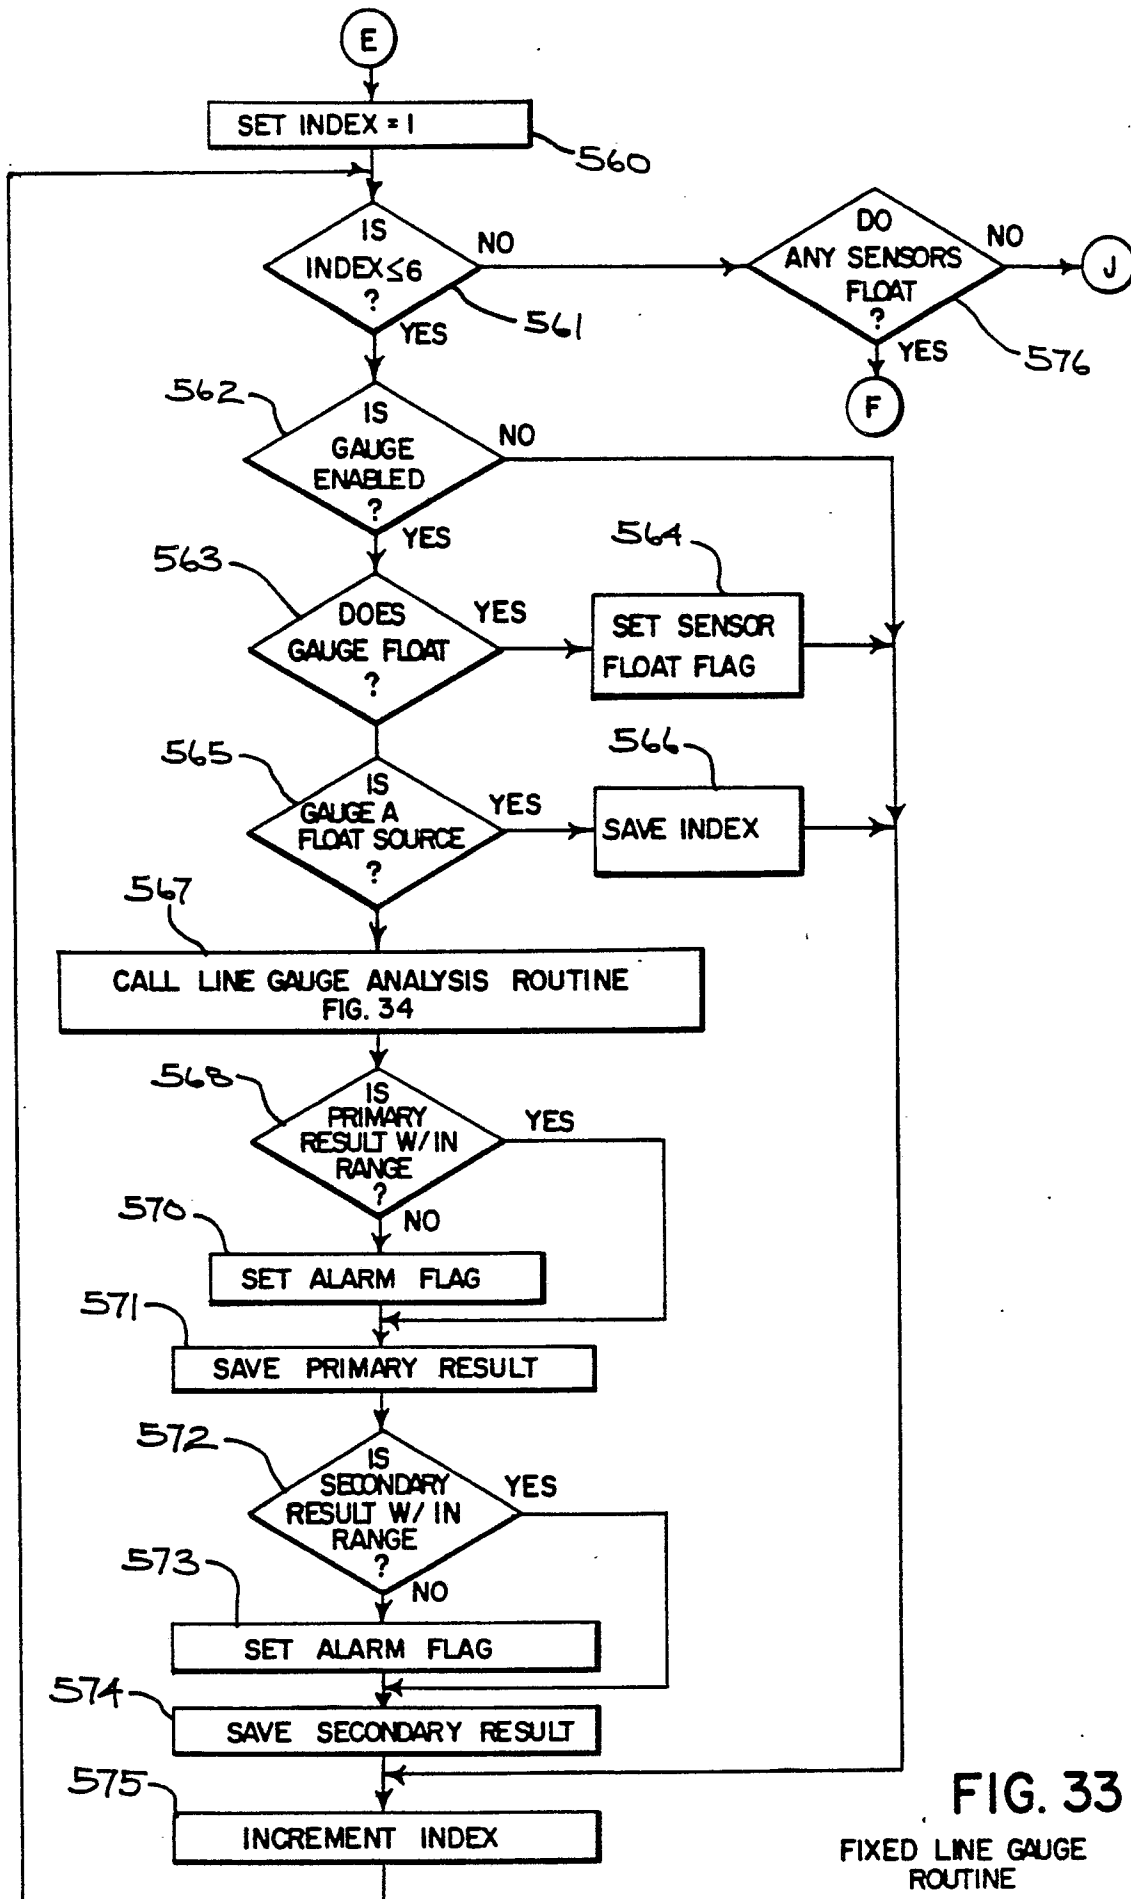 E
SET INDEX = 1
560
IS
INDEX ≤ 6
?
NO
YES
561
DO
ANY SENSORS
FLOAT
?
NO
J
YES
576
F
562
IS
GAUGE
ENABLED
?
NO
YES
563
DOES
GAUGE FLOAT
?
YES
564
SET SENSOR
FLOAT FLAG
565
IS
GAUGE A
FLOAT SOURCE
?
YES
566
SAVE INDEX
567
CALL LINE GAUGE ANALYSIS ROUTINE
FIG. 34
568
IS
PRIMARY
RESULT W/IN
RANGE
?
YES
NO
570
SET ALARM FLAG
571
SAVE PRIMARY RESULT
572
IS
SECONDARY
RESULT W/IN
RANGE
?
YES
NO
573
SET ALARM FLAG
574
SAVE SECONDARY RESULT
575
INCREMENT INDEX
FIG. 33
FIXED LINE GAUGE
ROUTINE